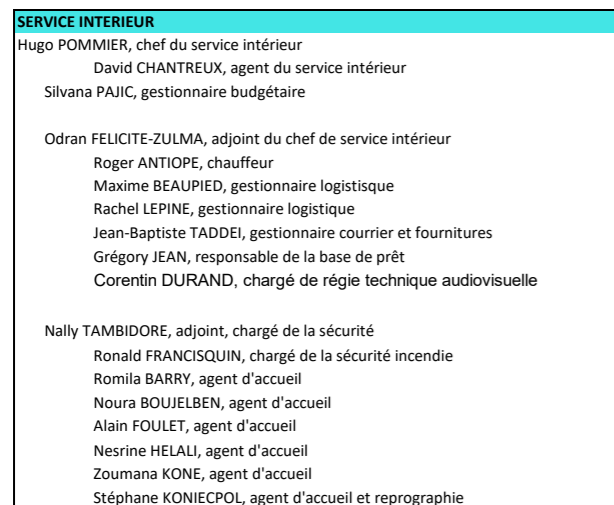 SERVICE INTERIEUR
Hugo POMMIER, chef du service intérieur
David CHANTREUX, agent du service intérieur
Silvana PAJIC, gestionnaire budgétaire
Odran FELICITE-ZULMA, adjoint du chef de service intérieur
Roger ANTIOPE, chauffeur
Maxime BEAUPIED, gestionnaire logistisque
Rachel LEPINE, gestionnaire logistique
Jean-Baptiste TADDEI, gestionnaire courrier et fournitures
Grégory JEAN, responsable de la base de prêt
Corentin DURAND, chargé de régie technique audiovisuelle
Nally TAMBIDORE, adjoint, chargé de la sécurité
Ronald FRANCISQUIN, chargé de la sécurité incendie
Romila BARRY, agent d'accueil
Noura BOUJELBEN, agent d'accueil
Alain FOULET, agent d'accueil
Nesrine HELALI, agent d'accueil
Zoumana KONE, agent d'accueil
Stéphane KONIECPOL, agent d'accueil et reprographie